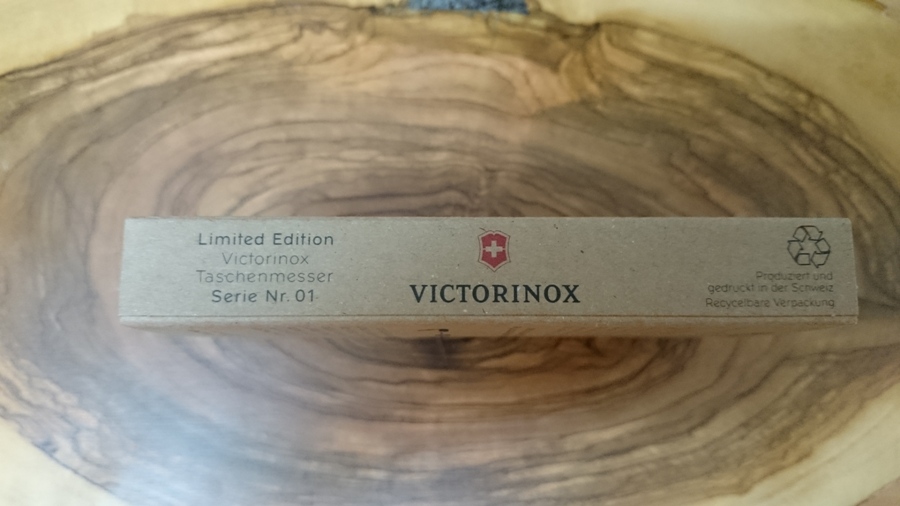 Limited Edition
Victorinox
Taschenmesser
Serie Nr. 01
VICTORINOX
Produziert und
gedruckt in der Schweiz
Recycelbare Verpackung